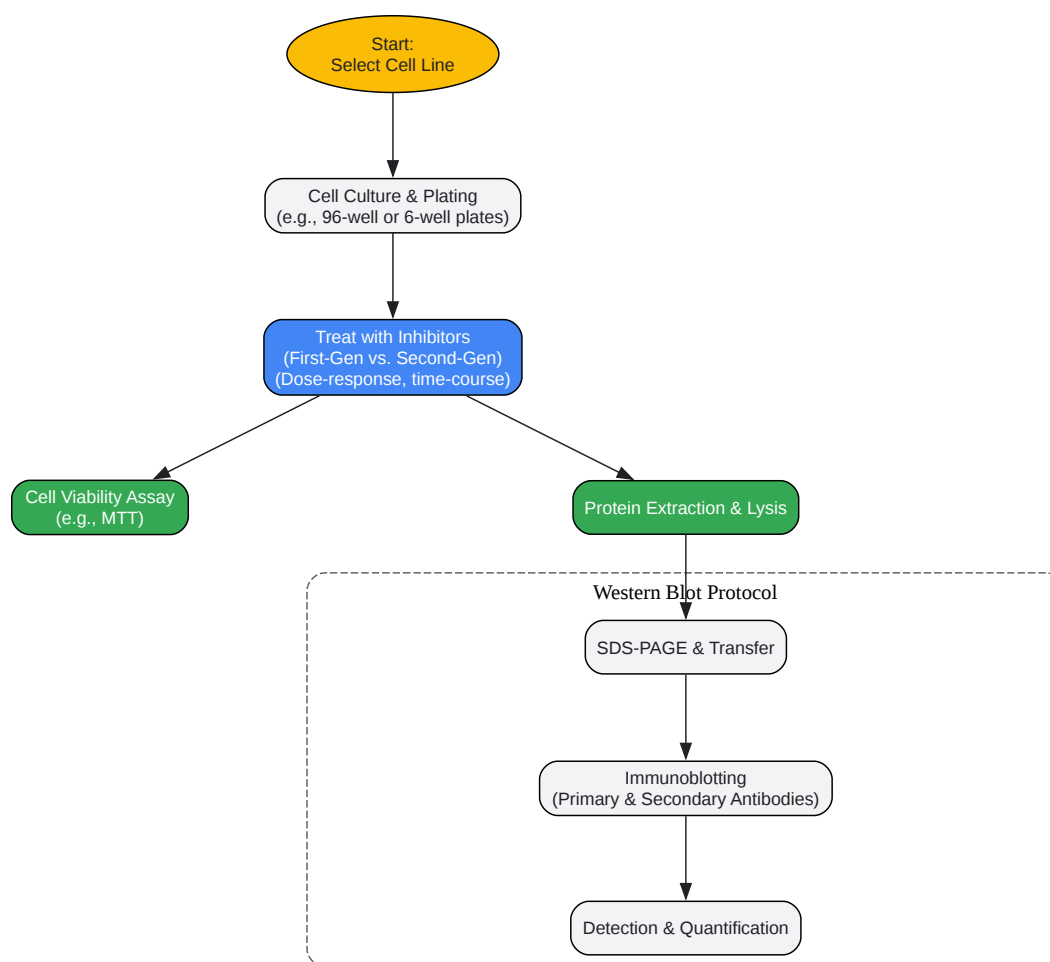 Start:
Select Cell Line
Cell Culture & Plating
(e.g., 96-well or 6-well plates)
Treat with Inhibitors
(First-Gen vs. Second-Gen)
(Dose-response, time-course)
Cell Viability Assay
(e.g., MTT)
Protein Extraction & Lysis
Western Blot Protocol
SDS-PAGE & Transfer
Immunoblotting
(Primary & Secondary Antibodies)
Detection & Quantification